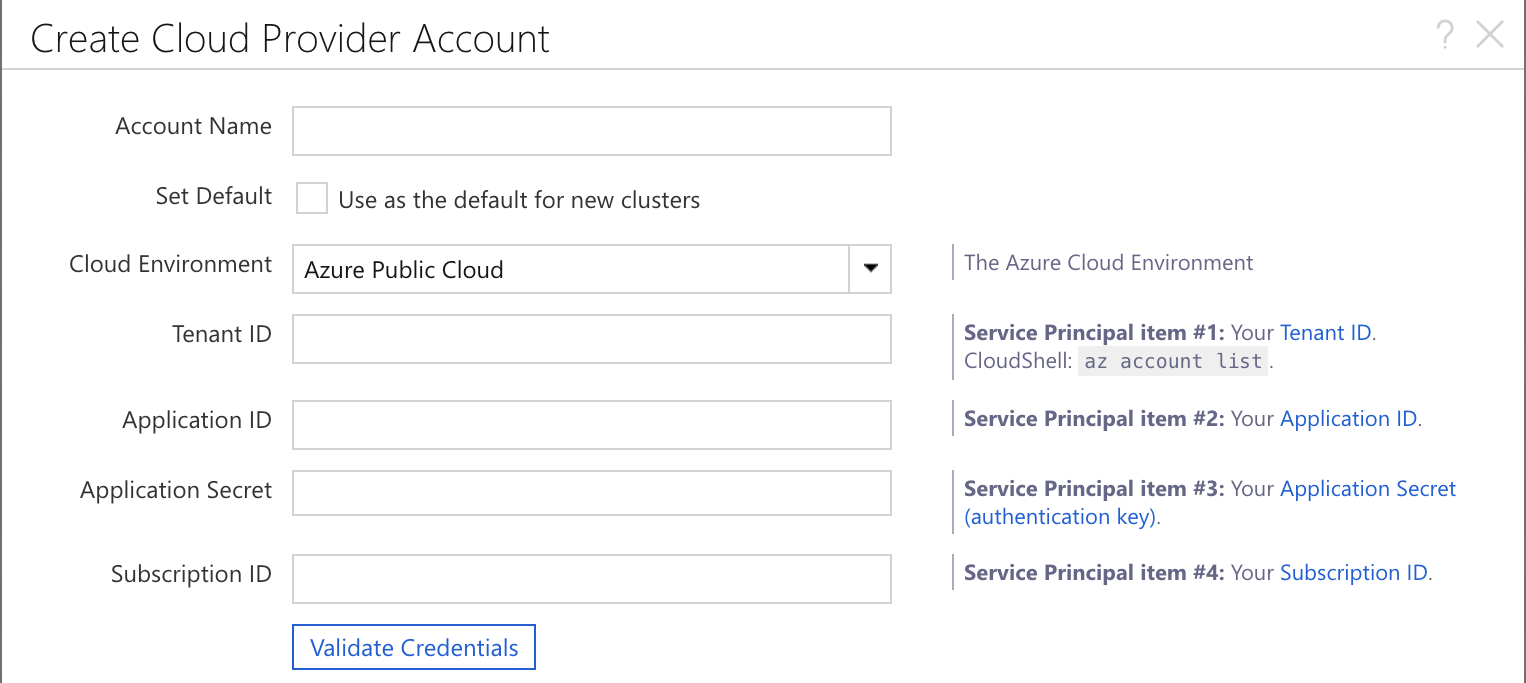 Create Cloud Provider Account ?
Account Name
Set Default Use as the default for new clusters
Cloud Environment Azure Public Cloud The Azure Cloud Environment
Tenant ID Service Principal item #1: Your Tenant ID.
CloudShell: az account list.
Application ID Service Principal item #2: Your Application ID.
Application Secret Service Principal item #3: Your Application Secret
(authentication key).
Subscription ID Service Principal item #4: Your Subscription ID.
Validate Credentials